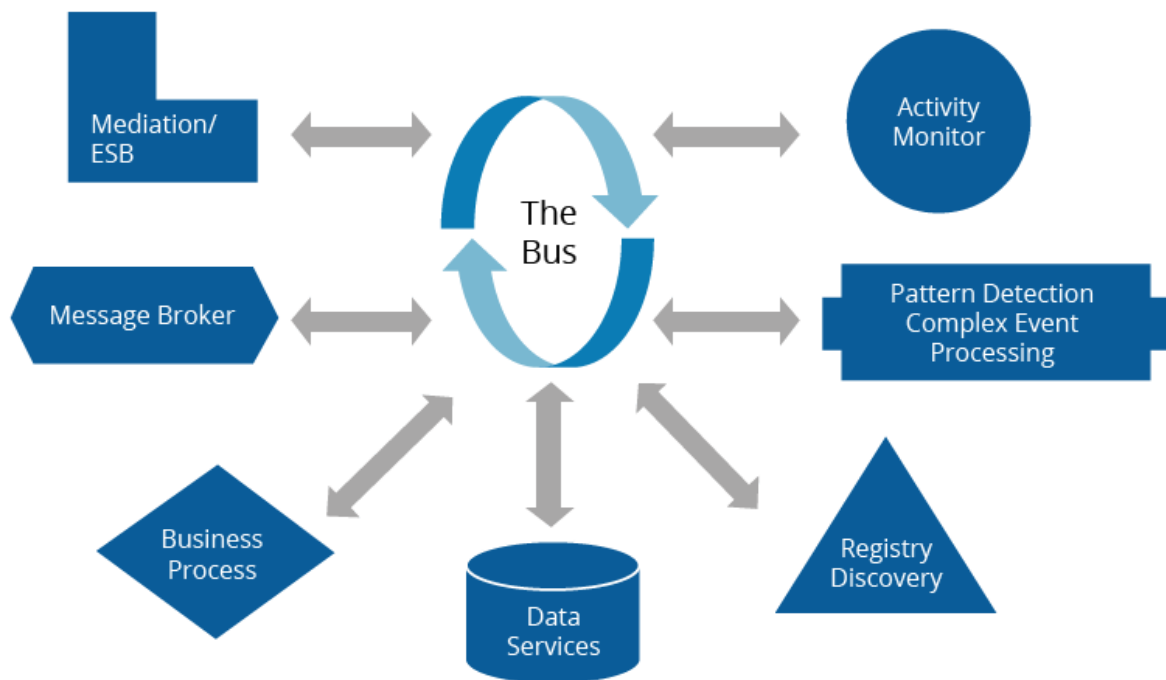 Mediation/
ESB
The
Bus
Activity
Monitor
Message Broker
Pattern Detection
Complex Event
Processing
Business
Process
Data
Services
Registry
Discovery